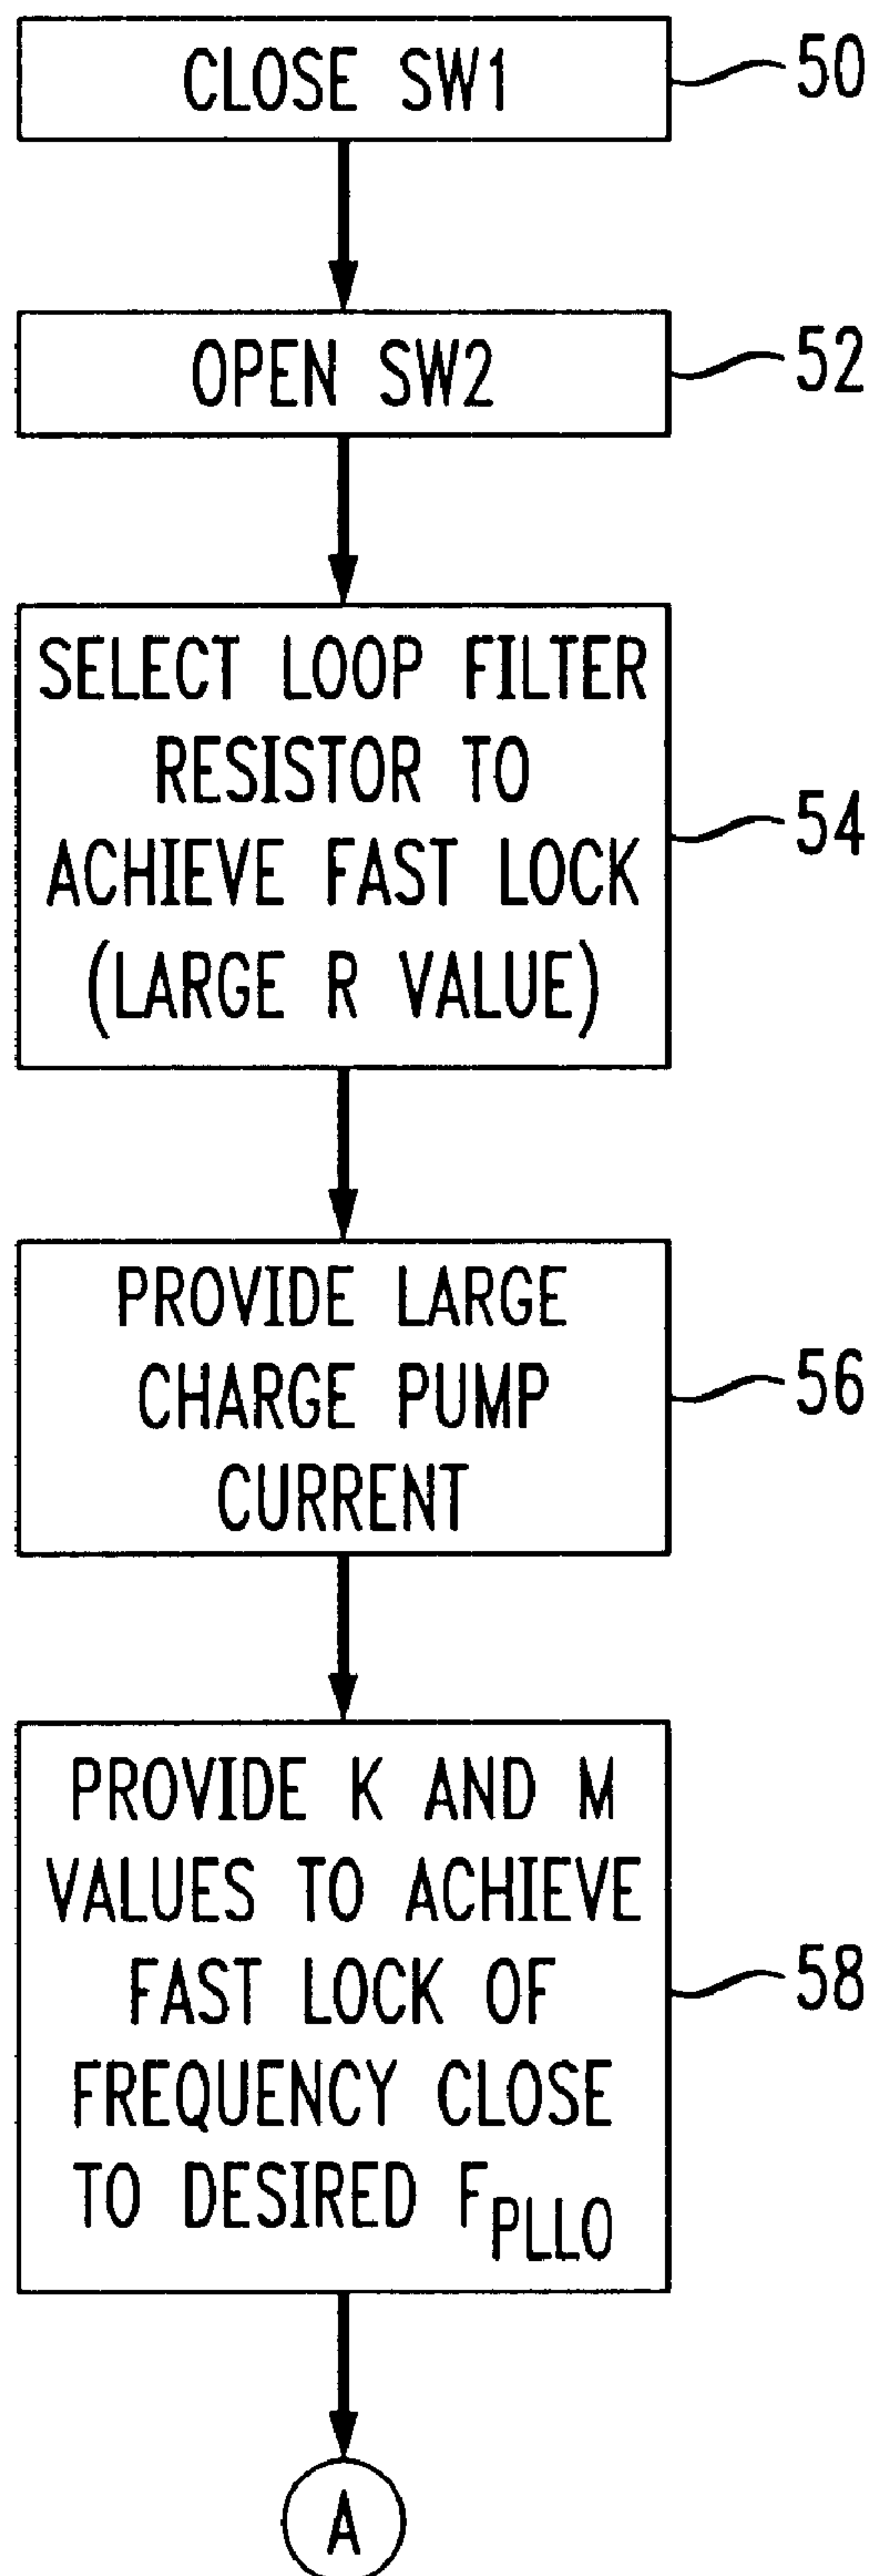 CLOSE SW1
50
OPEN SW2
52
SELECT LOOP FILTER
RESISTOR TO
ACHIEVE FAST LOCK
(LARGE R VALUE)
54
PROVIDE LARGE
CHARGE PUMP
CURRENT
56
PROVIDE K AND M
VALUES TO ACHIEVE
FAST LOCK OF
FREQUENCY CLOSE
TO DESIRED FPLLO
58
A